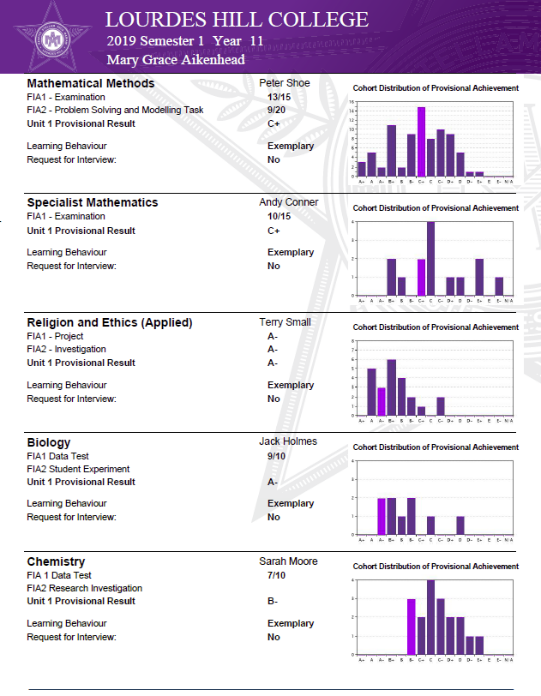 LOURDES HILL COLLEGE
2019 Semester 1 Year 11
Mary Grace Aikenhead
Mathematical Methods Peter Shoe
FIA1 - Examination 13/15
FIA2 - Problem Solving and Modelling Task 9/20
Unit 1 Provisional Result C+
Learning Behaviour Exemplary
Request for Interview: No
Cohort Distribution of Provisional Achievement
A+ A A- B+ B B- C+ C C- D+ D D- E+ E E- N/A
Specialist Mathematics Andy Conner
FIA1 - Examination 10/15
Unit 1 Provisional Result C+
Learning Behaviour Exemplary
Request for Interview: No
Cohort Distribution of Provisional Achievement
A+ A A- B+ B B- C+ C C- D+ D D- E+ E E- N/A
Religion and Ethics (Applied) Terry Small
FIA1 - Project A-
FIA2 - Investigation A-
Unit 1 Provisional Result A-
Learning Behaviour Exemplary
Request for Interview: No
Cohort Distribution of Provisional Achievement
A+ A A- B+ B B- C+ C C- D+ D D- E+ E E- N/A
Biology Jack Holmes
FIA1 Data Test 9/10
FIA2 Student Experiment
Unit 1 Provisional Result A-
Learning Behaviour Exemplary
Request for Interview: No
Cohort Distribution of Provisional Achievement
A+ A A- B+ B B- C+ C C- D+ D D- E+ E E- N/A
Chemistry Sarah Moore
FIA 1 Data Test 7/10
FIA2 Research Investigation
Unit 1 Provisional Result B-
Learning Behaviour Exemplary
Request for Interview: No
Cohort Distribution of Provisional Achievement
A+ A A- B+ B B- C+ C C- D+ D D- E+ E E- N/A